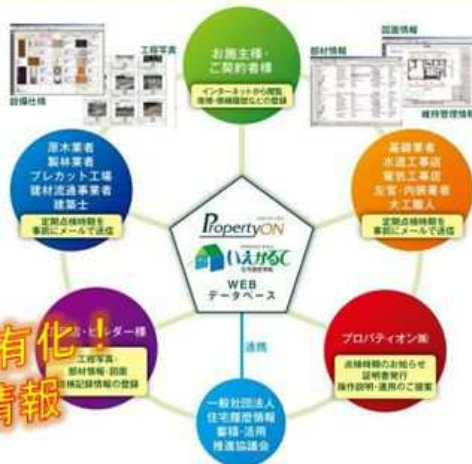 図面情報
工程写真
お施主様・
ご契約者様
部材情報
設備仕様
インターネットから閲覧
維持管理情報
原木業者
製材業者
プレカット工場
建材流通事業者
建築士
定期点検時期を
事前にメールで送信
基礎業者
水道工事店
電気工事店
左官・内装業者
大工職人
定期点検時期を
事前にメールで送信
PropertyON
いえかるて
住宅履歴情報
WEB
データベース
有化!
情報
店・ビルダー様
工程写真・
部材情報・図面
点検記録情報の登録
連携
プロパティオン㈱
点検時期のお知らせ
証明書発行
操作説明・運用のご提案
一般社団法人
住宅履歴情報
蓄積・活用
推進協議会